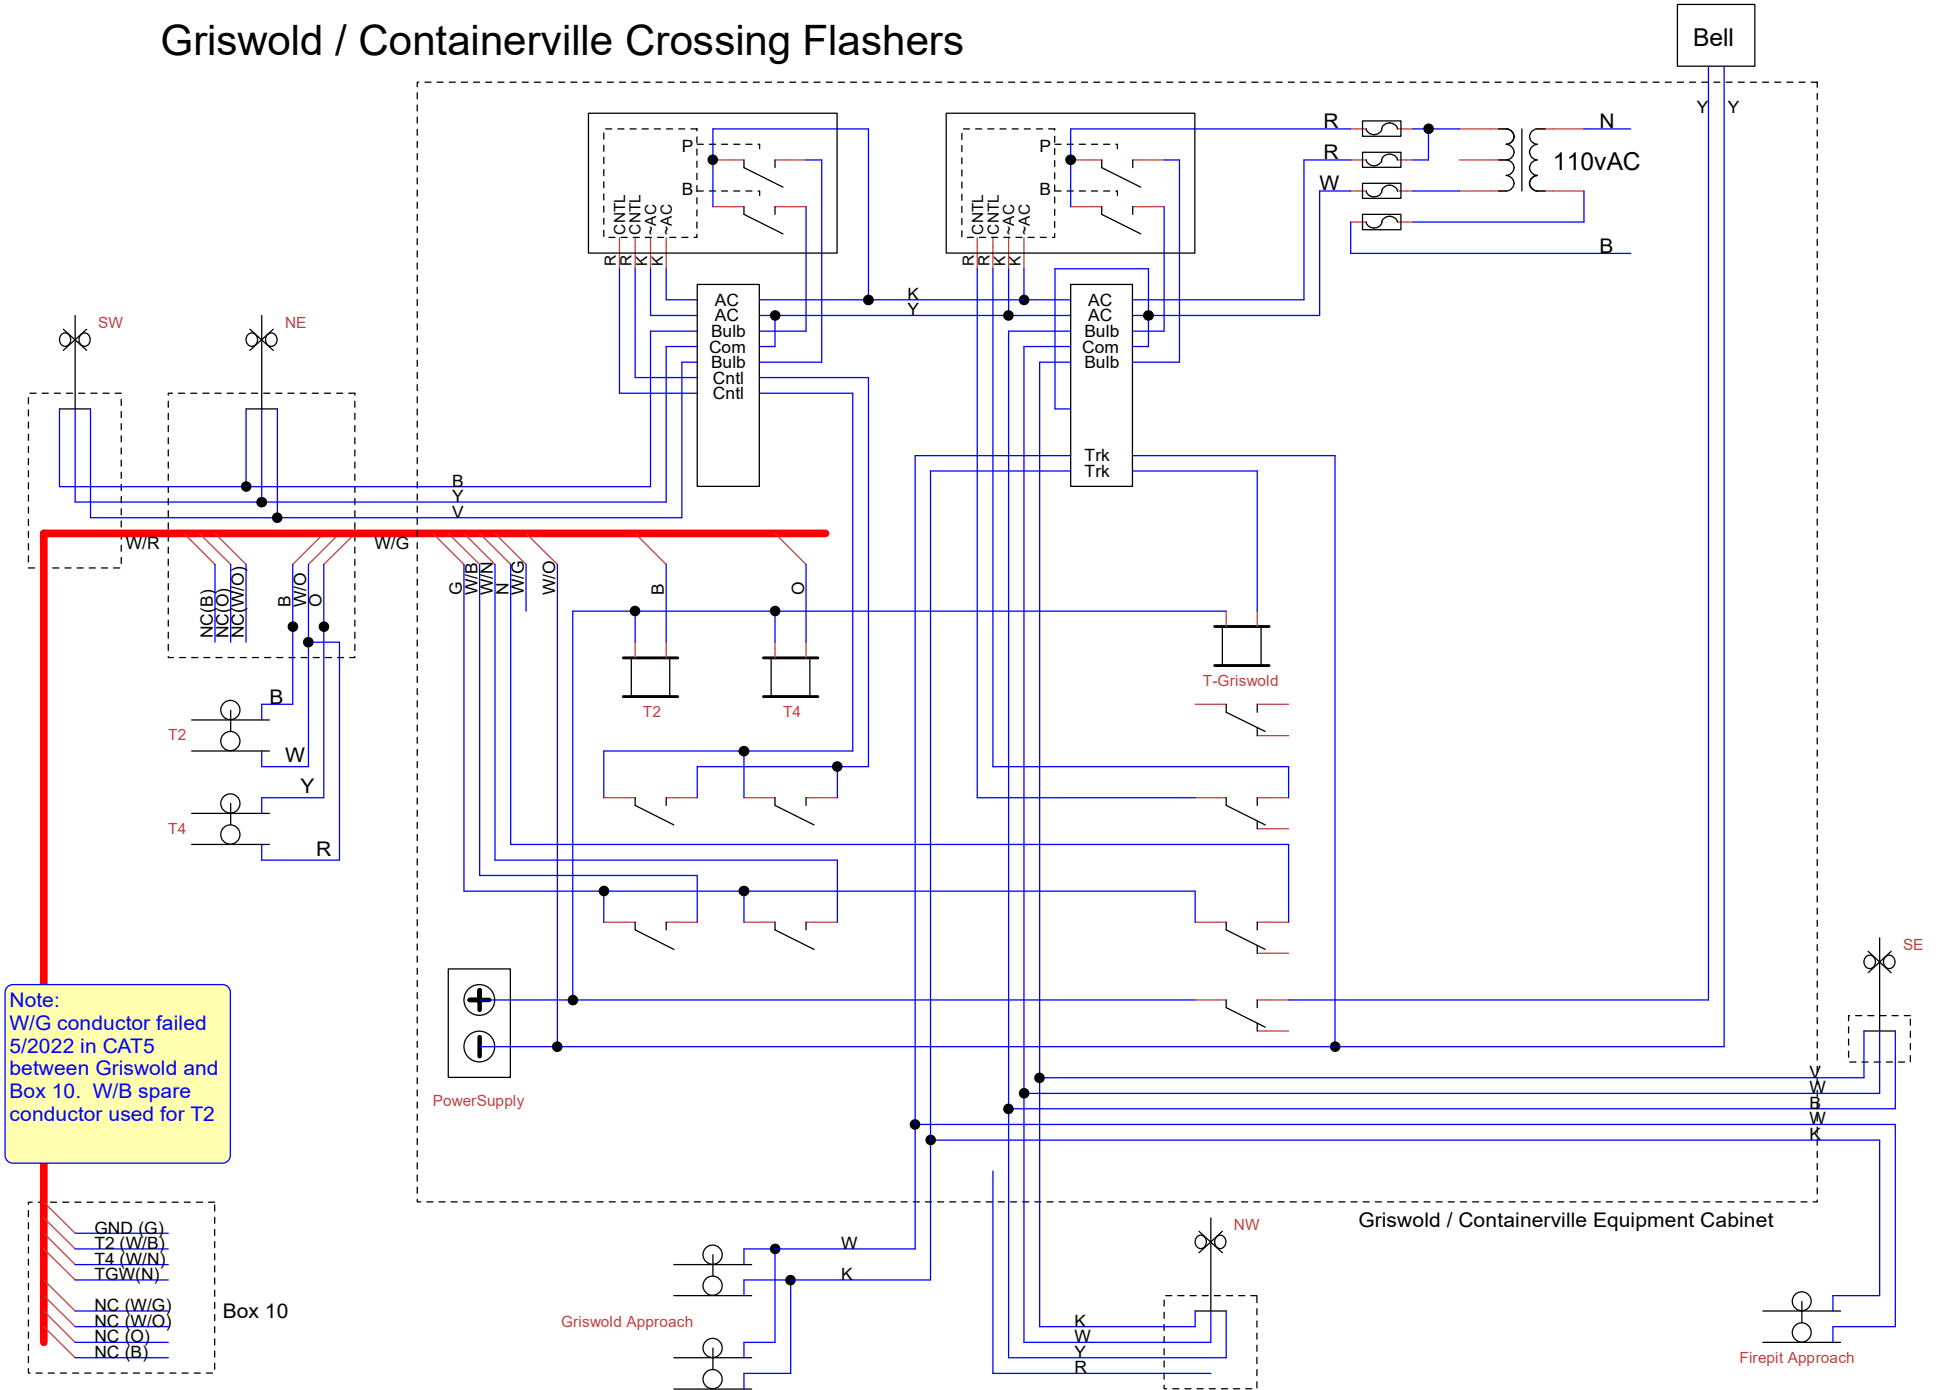 Griswold / Containerville Crossing Flashers
Bell
Y Y
P
B
CNTL
CNTL
~AC
~AC
R
R
K
K
P
B
CNTL
CNTL
~AC
~AC
R
R
K
K
R
R
W
N
110vAC
B
AC
AC
Bulb
Com
Bulb
Cntl
Cntl
K
Y
AC
AC
Bulb
Com
Bulb
Trk
Trk
SW
NE
B
Y
V
W/R
W/G
NC(B)
NC(O)
NC(W/O)
B
W/O
O
G
W/B
W/N
N
W/G
W/O
B
O
T2
T4
T-Griswold
B
T2
W
Y
T4
R
PowerSupply
SE
V
W
B
W
K
Note:
W/G conductor failed
5/2022 in CAT5
between Griswold and
Box 10.  W/B spare
conductor used for T2
GND (G)
T2 (W/B)
T4 (W/N)
TGW(N)
NC (W/G)
NC (W/O)
NC (O)
NC (B)
Box 10
Griswold / Containerville Equipment Cabinet
W
K
Griswold Approach
NW
K
W
Y
R
Firepit Approach